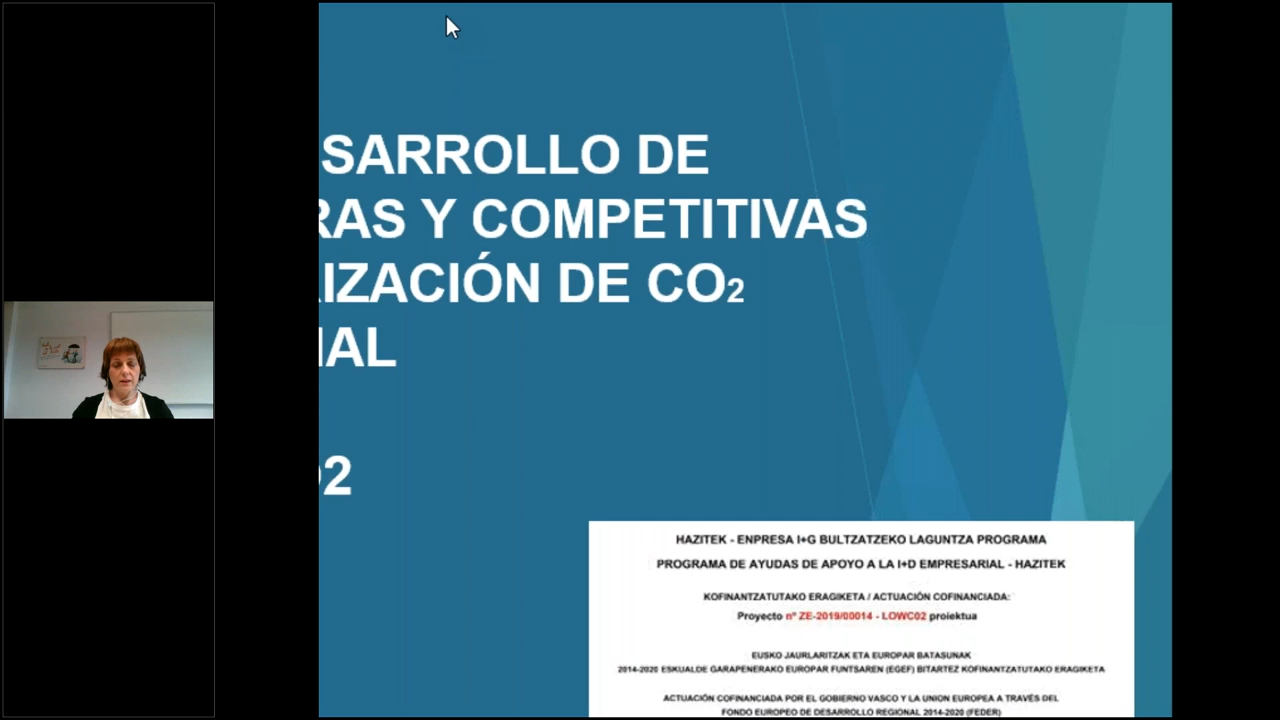 SARROLLO DE
RAS Y COMPETITIVAS
IZACIÓN DE CO₂
IAL
2
HAZITEK - ENPRESA I+G BULTZATZEKO LAGUNTZA PROGRAMA
PROGRAMA DE AYUDAS DE APOYO A LA I+D EMPRESARIAL - HAZITEK
KOFINANTZATUTAKO ERAGIKETA / ACTUACIÓN COFINANCIADA:
Proyecto nº ZE-2019/00014 - LOWC02 proiektua
EUSKO JAURLARITZAK ETA EUROPAR BATASUNAK
2014-2020 ESKUALDE GARAPENERAKO EUROPAR FUNTSAREN (EGEF) BITARTEZ KOFINANTZATUTAKO ERAGIKETA
ACTUACIÓN COFINANCIADA POR EL GOBIERNO VASCO Y LA UNION EUROPEA A TRAVÉS DEL
FONDO EUROPEO DE DESARROLLO REGIONAL 2014-2020 (FEDER)